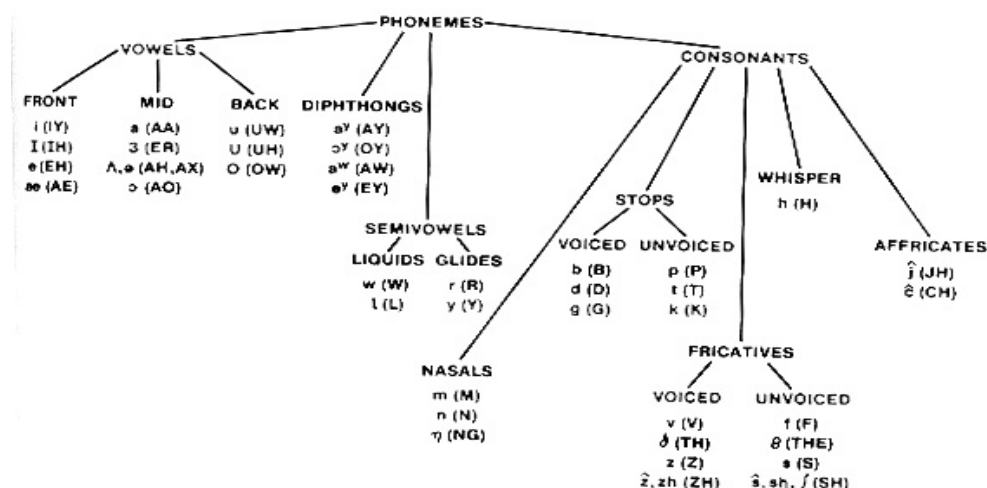 PHONEMES
VOWELS
CONSONANTS
FRONT
i (IY)
I (IH)
e (EH)
ae (AE)
MID
a (AA)
3 (ER)
Λ,ə (AH,AX)
ɔ (AO)
BACK
u (UW)
U (UH)
O (OW)
DIPHTHONGS
aʸ (AY)
ɔʸ (OY)
aʷ (AW)
eʸ (EY)
SEMIVOWELS
LIQUIDS
w (W)
l (L)
GLIDES
r (R)
y (Y)
NASALS
m (M)
n (N)
η (NG)
STOPS
VOICED
b (B)
d (D)
g (G)
UNVOICED
p (P)
t (T)
k (K)
WHISPER
h (H)
FRICATIVES
VOICED
v (V)
ð (TH)
z (Z)
ẑ, zh (ZH)
UNVOICED
f (F)
θ (THE)
s (S)
ŝ, sh, ʃ (SH)
AFFRICATES
ĵ (JH)
ĉ (CH)